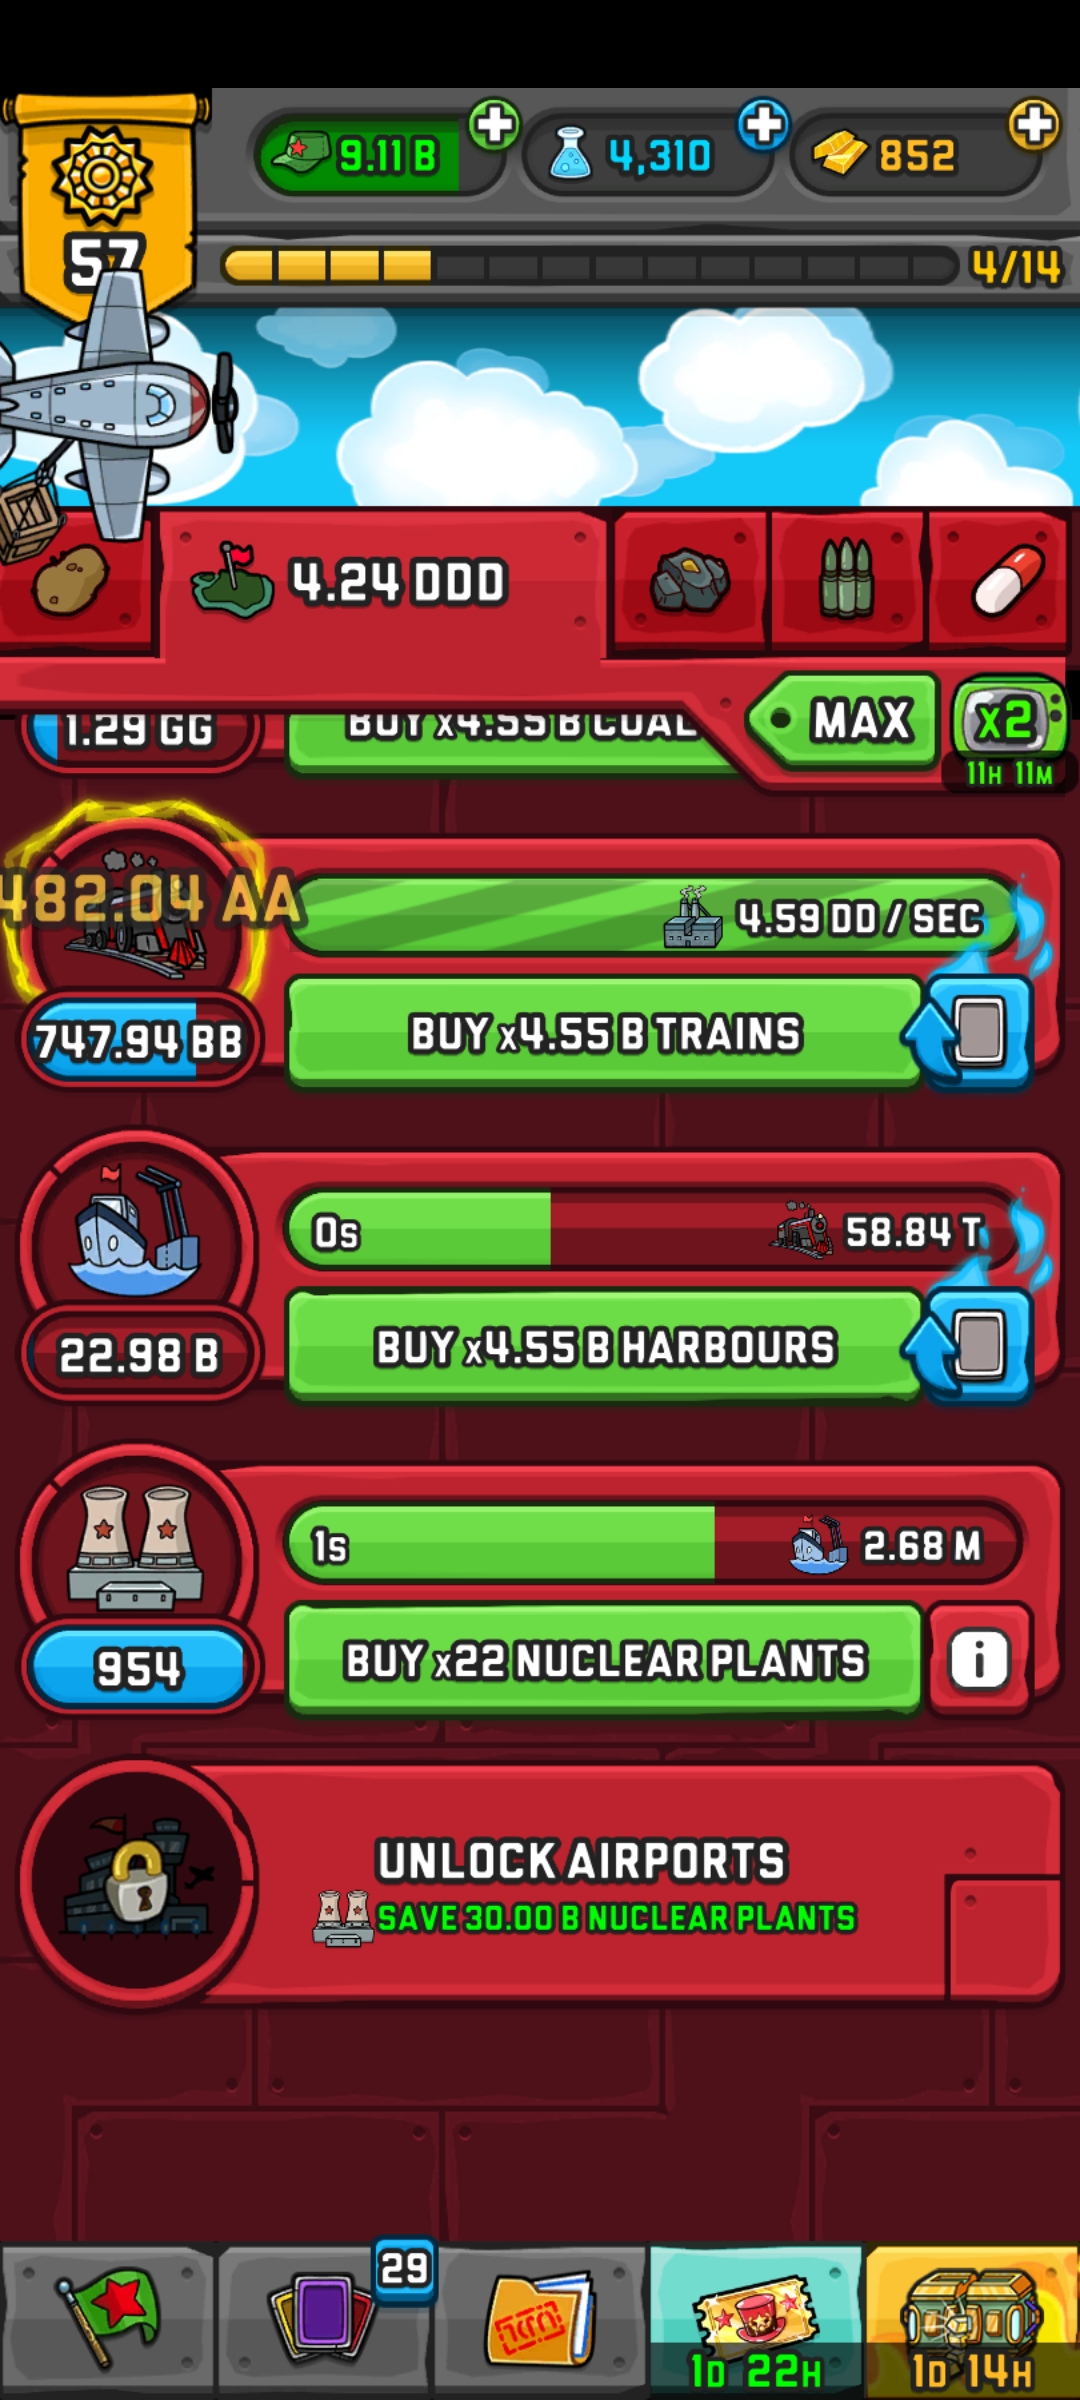 9.11 B
4,310
852
57
4/14
4.24 DDD
MAX
x2
11H 11M
1.29 GG
BUY x4.55 B COAL
482.04 AA
4.59 DD / SEC
747.94 BB
BUY x4.55 B TRAINS
0s
58.84 T
22.98 B
BUY x4.55 B HARBOURS
1s
2.68 M
954
BUY x22 NUCLEAR PLANTS
i
UNLOCK AIRPORTS
SAVE 30.00 B NUCLEAR PLANTS
29
1D 22H
1D 14H